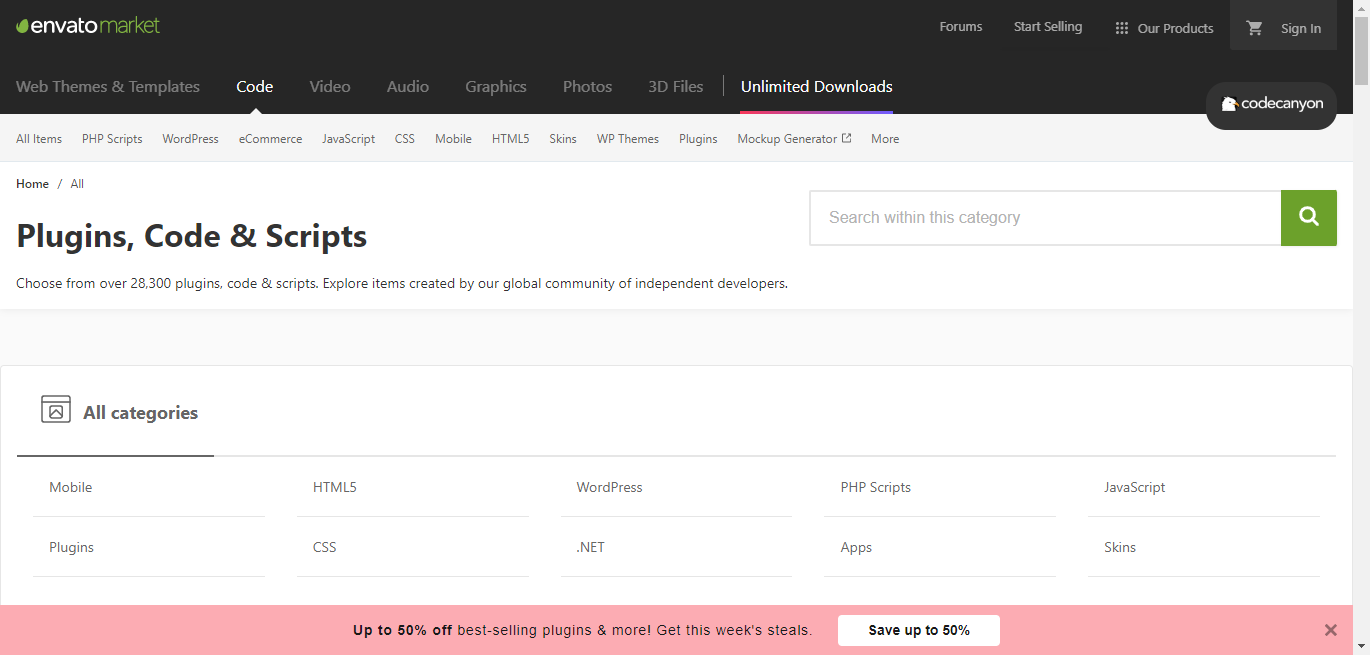 envatomarket
Forums Start Selling Our Products Sign In
Web Themes & Templates Code Video Audio Graphics Photos 3D Files Unlimited Downloads
codecanyon
All Items PHP Scripts WordPress eCommerce JavaScript CSS Mobile HTML5 Skins WP Themes Plugins Mockup Generator More
Home / All
Search within this category
Plugins, Code & Scripts
Choose from over 28,300 plugins, code & scripts. Explore items created by our global community of independent developers.
All categories
Mobile HTML5 WordPress PHP Scripts JavaScript
Plugins CSS .NET Apps Skins
Up to 50% off best-selling plugins & more! Get this week's steals. Save up to 50%